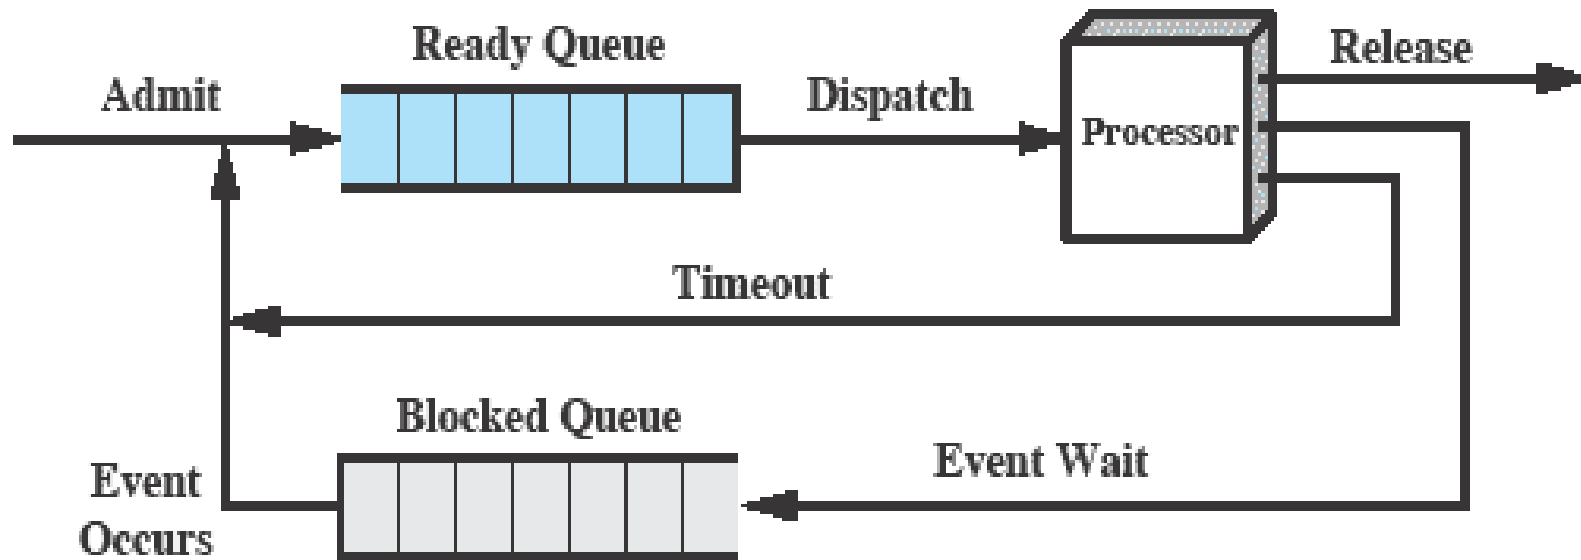 Ready Queue
Release
Admit
Dispatch
Processor
Timeout
Blocked Queue
Event Wait
Event
Occurs